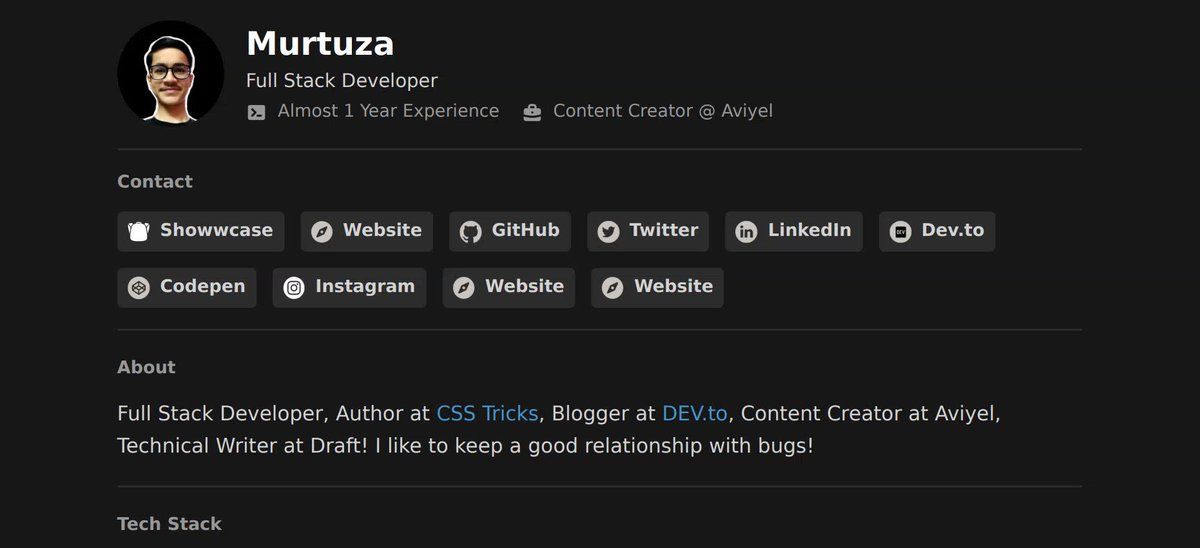 Murtuza
Full Stack Developer
Almost 1 Year Experience Content Creator @ Aviyel
Contact
Showwcase Website GitHub Twitter LinkedIn Dev.to
Codepen Instagram Website Website
About
Full Stack Developer, Author at CSS Tricks, Blogger at DEV.to, Content Creator at Aviyel,
Technical Writer at Draft! I like to keep a good relationship with bugs!
Tech Stack